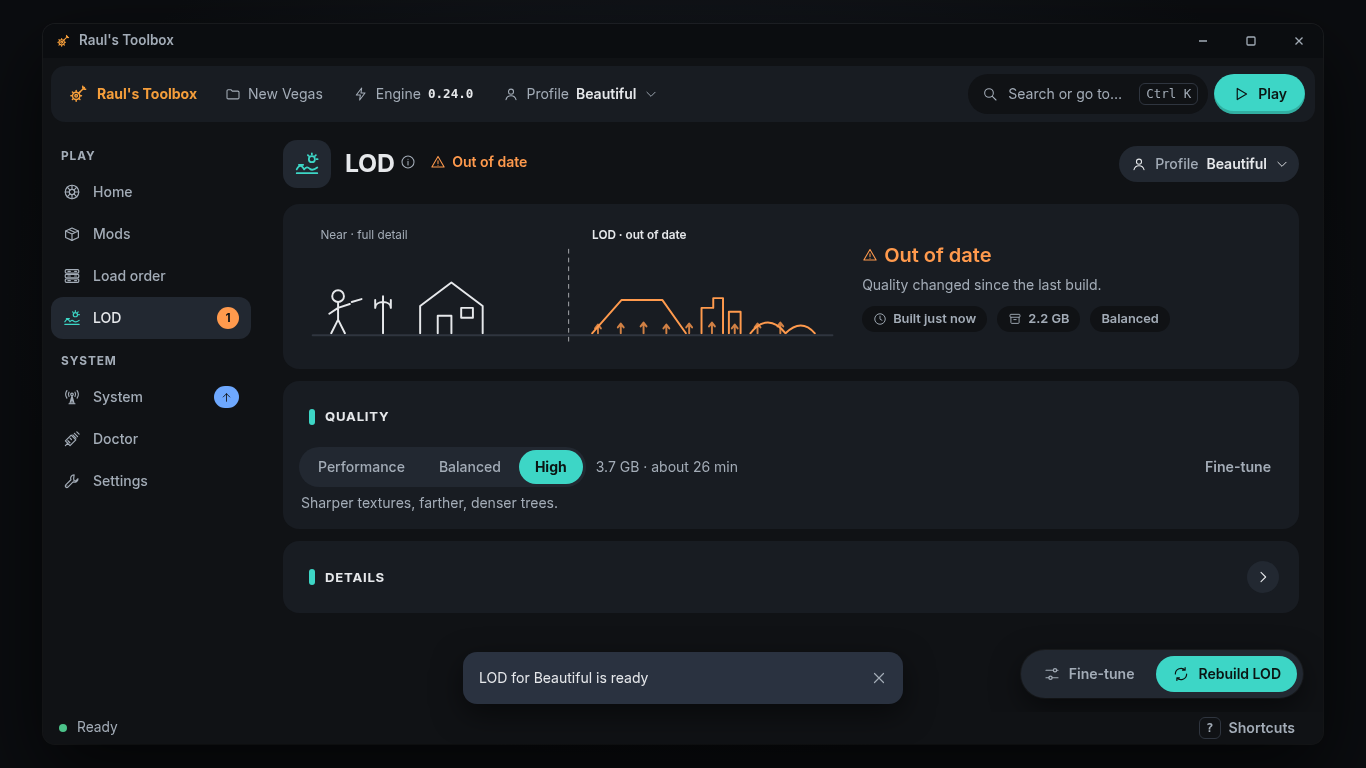 Raul's Toolbox
Raul's Toolbox
New Vegas
Engine 0.24.0
Profile Beautiful
Search or go to...
Ctrl K
Play
PLAY
Home
Mods
Load order
LOD
1
SYSTEM
System
Doctor
Settings
LOD
Out of date
Profile Beautiful
Near · full detail
LOD · out of date
Out of date
Quality changed since the last build.
Built just now
2.2 GB
Balanced
QUALITY
Performance
Balanced
High
3.7 GB · about 26 min
Fine-tune
Sharper textures, farther, denser trees.
DETAILS
LOD for Beautiful is ready
Fine-tune
Rebuild LOD
Ready
? Shortcuts